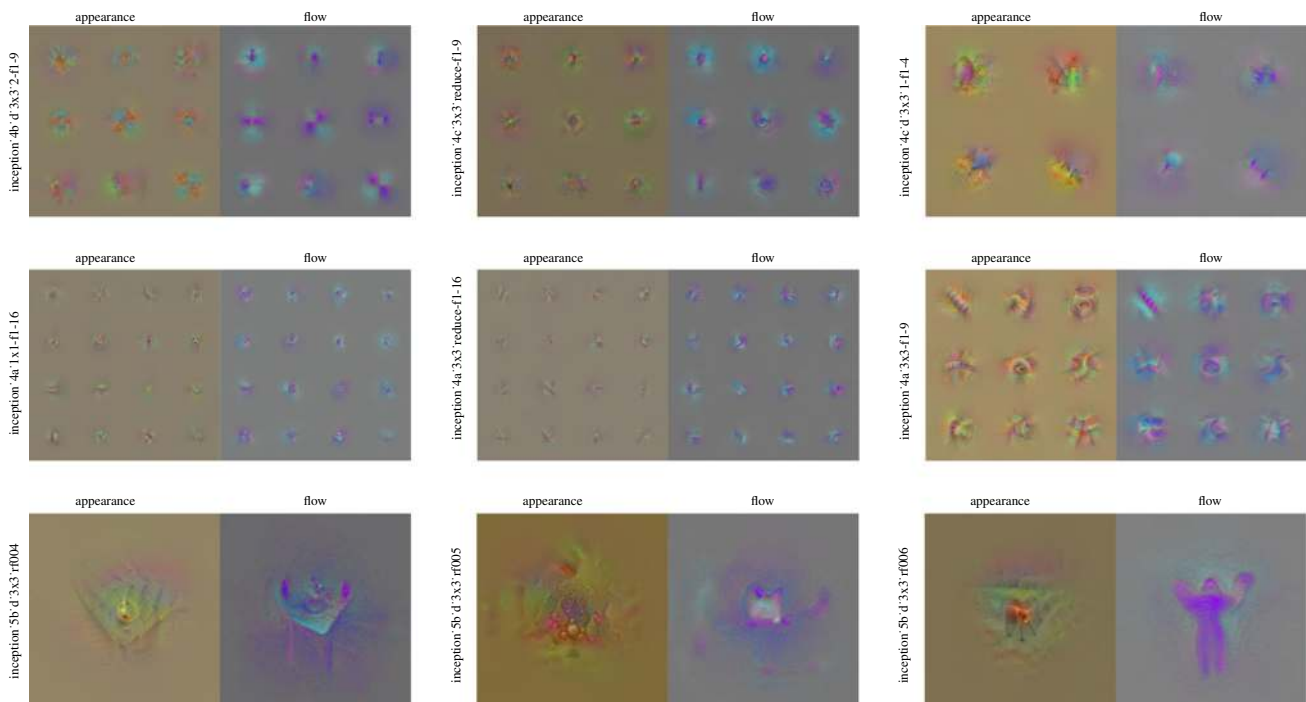 appearance flow
inception˙4b˙d˙3x3˙2-f1-9
appearance flow
inception˙4c˙3x3˙reduce-f1-9
appearance flow
inception˙4c˙d˙3x3˙1-f1-4
appearance flow
inception˙4a˙1x1-f1-16
appearance flow
inception˙4a˙3x3˙reduce-f1-16
appearance flow
inception˙4a˙3x3-f1-9
appearance flow
inception˙5b˙d˙3x3˙rf004
appearance flow
inception˙5b˙d˙3x3˙rf005
appearance flow
inception˙5b˙d˙3x3˙rf006